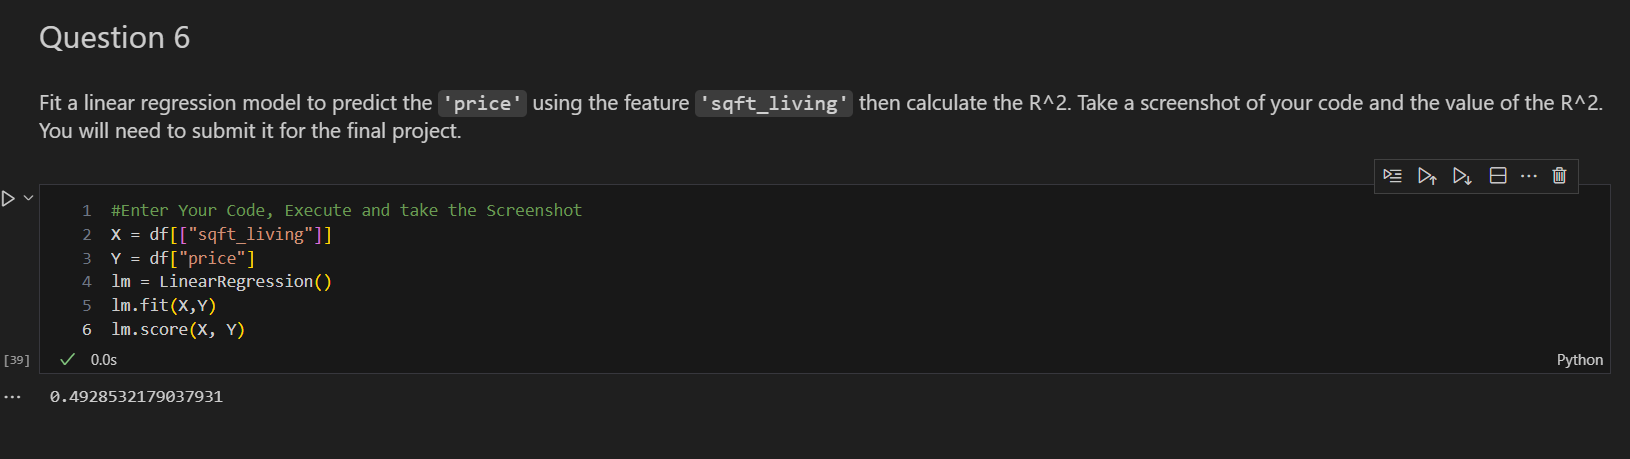 Question 6
Fit a linear regression model to predict the 'price' using the feature 'sqft_living' then calculate the R^2. Take a screenshot of your code and the value of the R^2.
You will need to submit it for the final project.
1 #Enter Your Code, Execute and take the Screenshot
2 X = df[["sqft_living"]]
3 Y = df["price"]
4 lm = LinearRegression()
5 lm.fit(X,Y)
6 lm.score(X, Y)
[39] 0.0s Python
0.4928532179037931